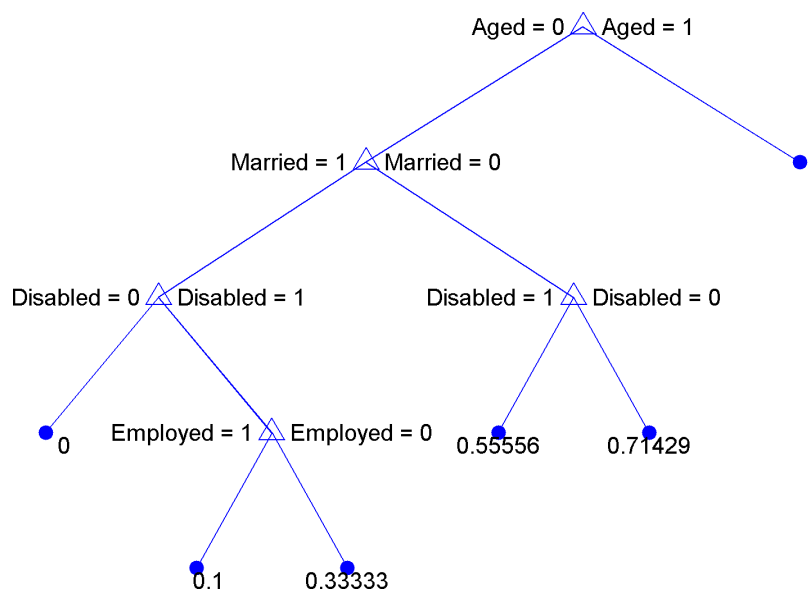 Aged = 0 Aged = 1
Married = 1 Married = 0
Disabled = 0 Disabled = 1 Disabled = 1 Disabled = 0
0 Employed = 1 Employed = 0 0.55556 0.71429
0.1 0.33333